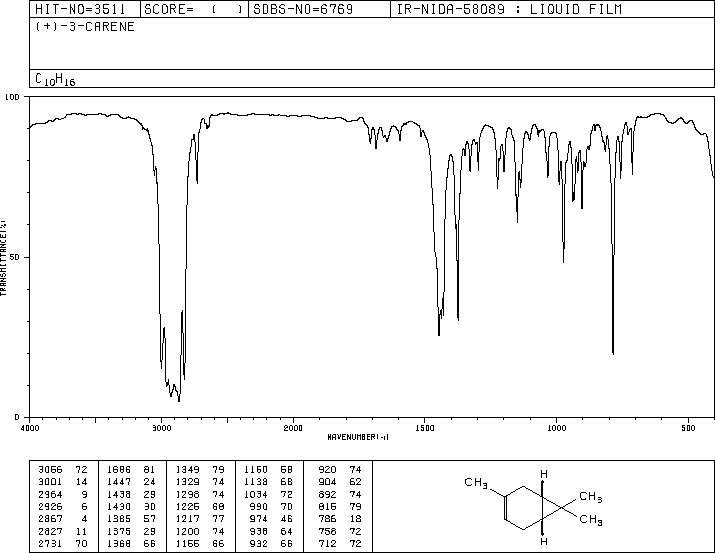 HIT-NO=3511 SCORE= ( ) SDBS-NO=6769 IR-NIDA-58089 : LIQUID FILM
(+)-3-CARENE
C10H16
100
50
0
TRANSMITTANCE(%)
4000 3000 2000 1500 1000 500
WAVENUMBER(-1)
3056 72 1686 81 1349 79 1150 58 920 74
3001 14 1447 24 1329 74 1138 68 904 62
2964 9 1438 29 1298 74 1034 72 892 74
2926 6 1430 30 1225 68 990 70 815 79
2867 4 1385 57 1217 77 974 46 786 18
2827 11 1375 29 1200 74 938 64 758 72
2731 70 1368 66 1155 66 932 66 712 72
H
CH3
CH3
CH3
H